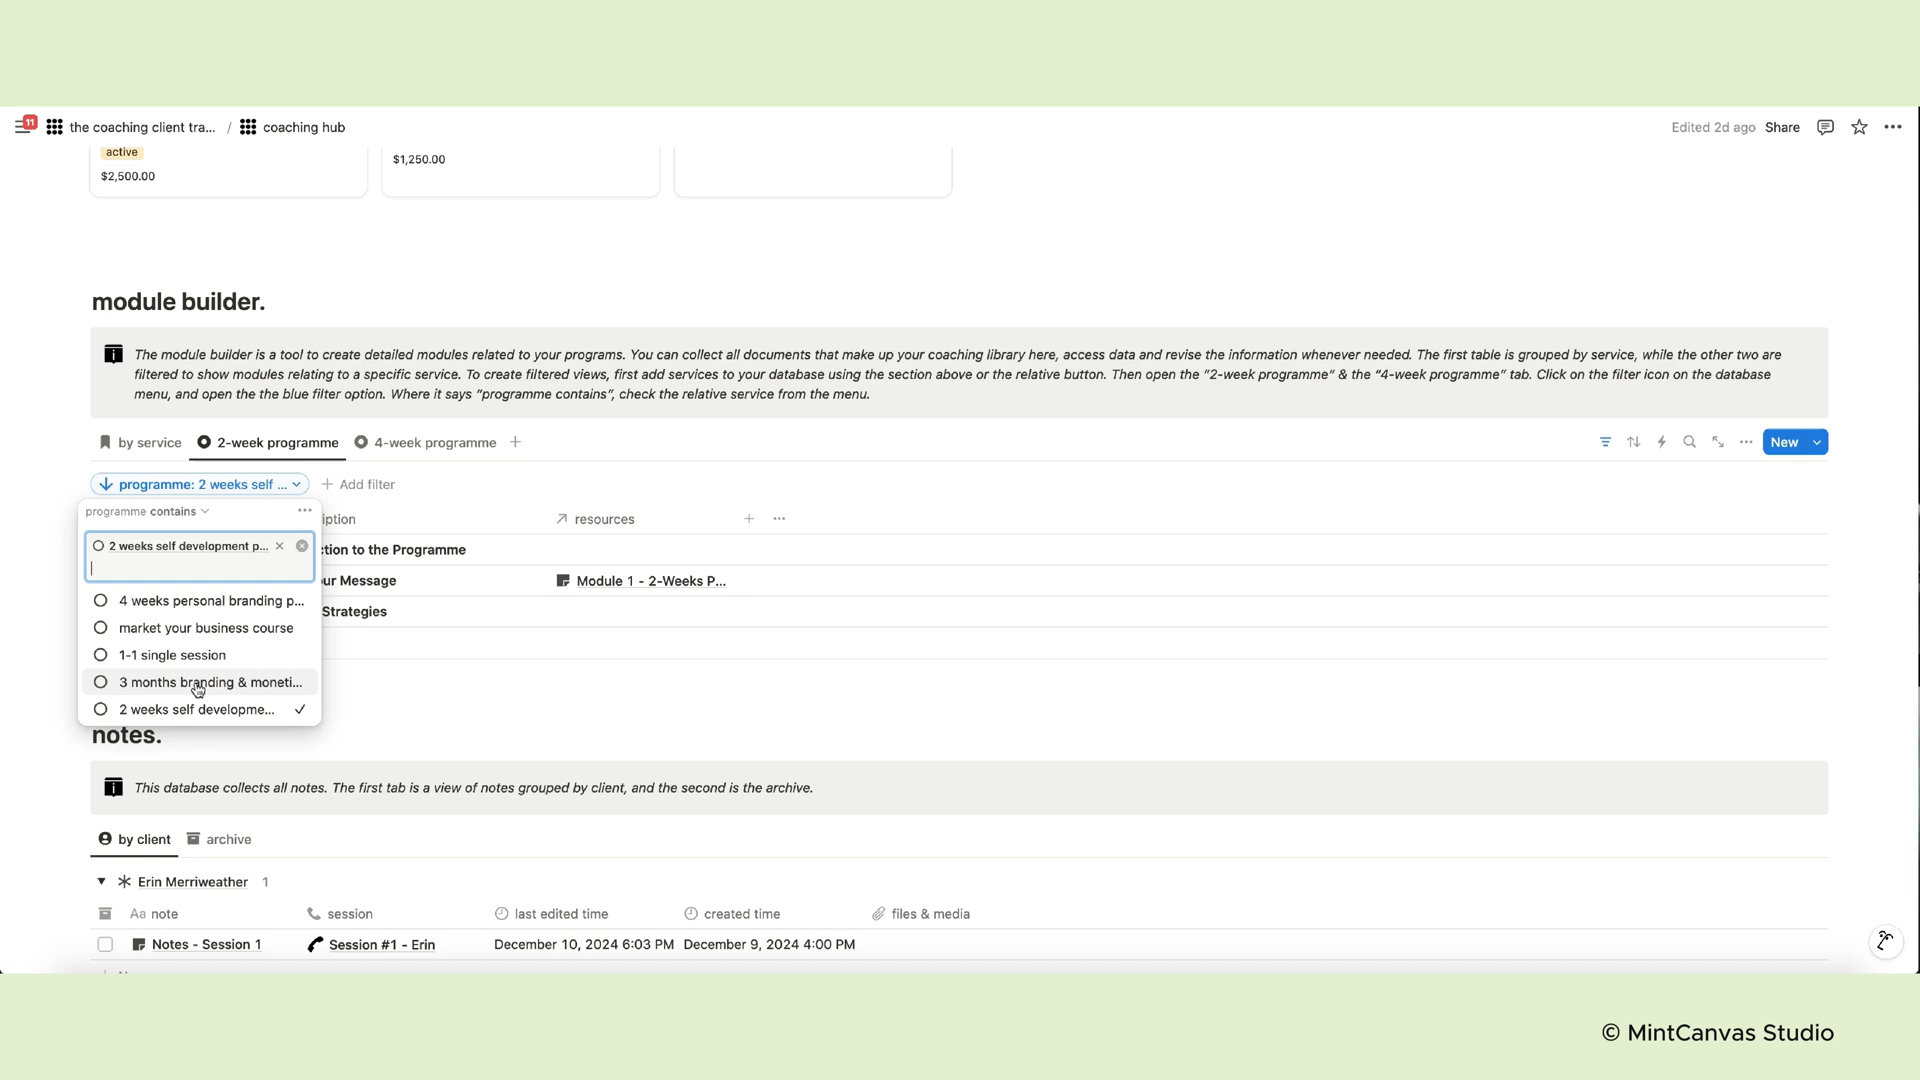 11
the coaching client tra... / coaching hub
Edited 2d ago Share
active
$2,500.00
$1,250.00
module builder.
The module builder is a tool to create detailed modules related to your programs. You can collect all documents that make up your coaching library here, access data and revise the information whenever needed. The first table is grouped by service, while the other two are
filtered to show modules relating to a specific service. To create filtered views, first add services to your database using the section above or the relative button. Then open the "2-week programme" & the "4-week programme" tab. Click on the filter icon on the database
menu, and open the the blue filter option. Where it says "programme contains", check the relative service from the menu.
by service 2-week programme 4-week programme
New
programme: 2 weeks self ... Add filter
programme contains
iption resources
2 weeks self development p...
ction to the Programme
ur Message Module 1 - 2-Weeks P...
4 weeks personal branding p...
Strategies
market your business course
1-1 single session
3 months branding & moneti...
2 weeks self developme...
notes.
This database collects all notes. The first tab is a view of notes grouped by client, and the second is the archive.
by client archive
Erin Merriweather 1
Aa note session last edited time created time files & media
Notes - Session 1 Session #1 - Erin December 10, 2024 6:03 PM December 9, 2024 4:00 PM
© MintCanvas Studio